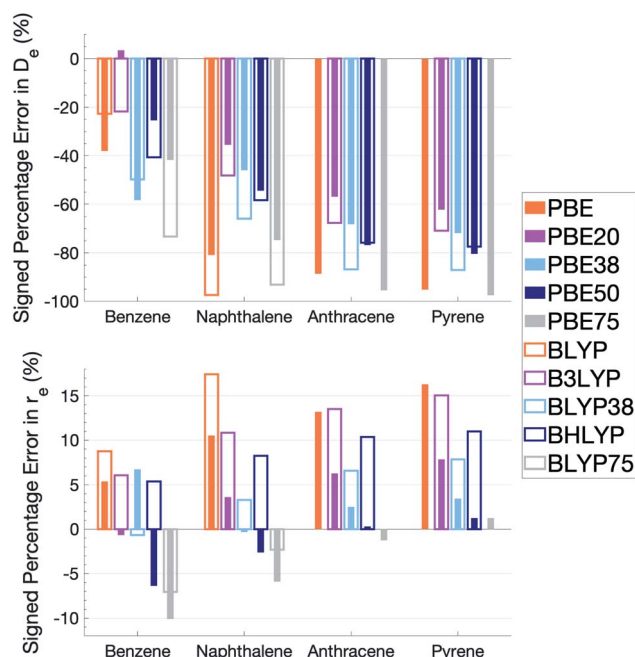 Signed Percentage Error in De (%)
0
-20
-40
-60
-80
-100
Benzene
Naphthalene
Anthracene
Pyrene
Signed Percentage Error in re (%)
15
10
5
0
-5
-10
Benzene
Naphthalene
Anthracene
Pyrene
PBE
PBE20
PBE38
PBE50
PBE75
BLYP
B3LYP
BLYP38
BHLYP
BLYP75